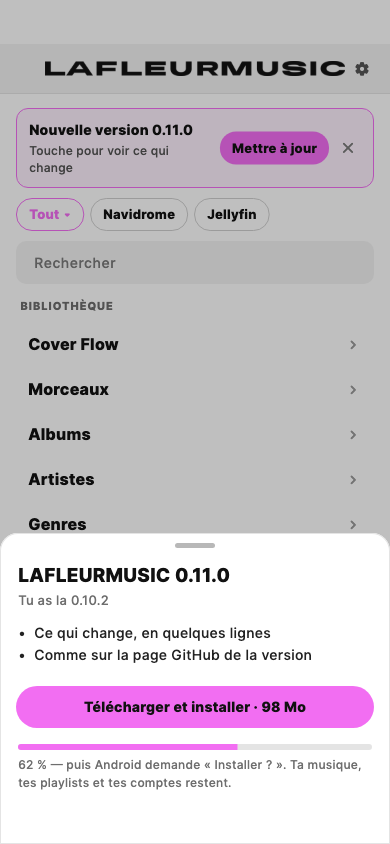 LAFLEURMUSIC
Nouvelle version 0.11.0
Touche pour voir ce qui
change
Mettre à jour
Tout
Navidrome
Jellyfin
Rechercher
BIBLIOTHÈQUE
Cover Flow
Morceaux
Albums
Artistes
Genres
LAFLEURMUSIC 0.11.0
Tu as la 0.10.2
• Ce qui change, en quelques lignes
• Comme sur la page GitHub de la version
Télécharger et installer · 98 Mo
62 % — puis Android demande « Installer ? ». Ta musique,
tes playlists et tes comptes restent.